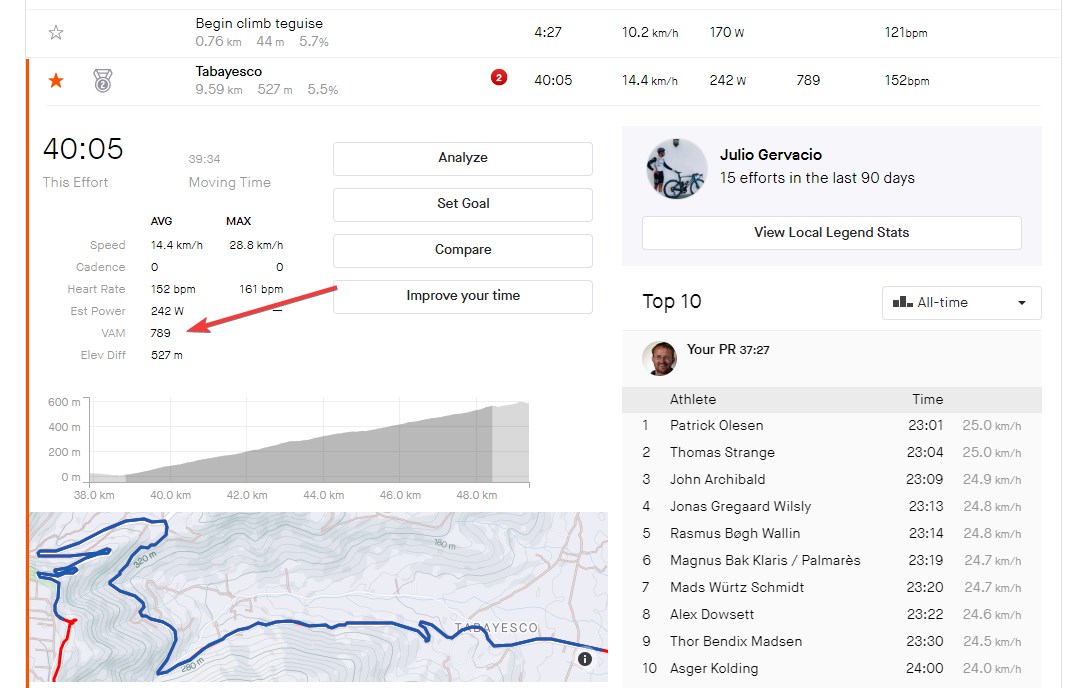 Begin climb teguise
0.76 km 44 m 5.7% 4:27 10.2 km/h 170 W 121bpm
2 Tabayesco
9.59 km 527 m 5.5% 2 40:05 14.4 km/h 242 W 789 152bpm
40:05
This Effort
39:34
Moving Time
AVG MAX
Speed 14.4 km/h 28.8 km/h
Cadence 0 0
Heart Rate 152 bpm 161 bpm
Est Power 242 W —
VAM 789
Elev Diff 527 m
Analyze
Set Goal
Compare
Improve your time
600 m
400 m
200 m
0 m
38.0 km 40.0 km 42.0 km 44.0 km 46.0 km 48.0 km
180 m
320 m
TABAYESCO
280 m
i
Julio Gervacio
15 efforts in the last 90 days
View Local Legend Stats
Top 10
All-time
Your PR 37:27
Athlete Time
1 Patrick Olesen 23:01 25.0 km/h
2 Thomas Strange 23:04 25.0 km/h
3 John Archibald 23:09 24.9 km/h
4 Jonas Gregaard Wilsly 23:13 24.8 km/h
5 Rasmus Bøgh Wallin 23:14 24.8 km/h
6 Magnus Bak Klaris / Palmarès 23:19 24.7 km/h
7 Mads Würtz Schmidt 23:20 24.7 km/h
8 Alex Dowsett 23:22 24.6 km/h
9 Thor Bendix Madsen 23:30 24.5 km/h
10 Asger Kolding 24:00 24.0 km/h